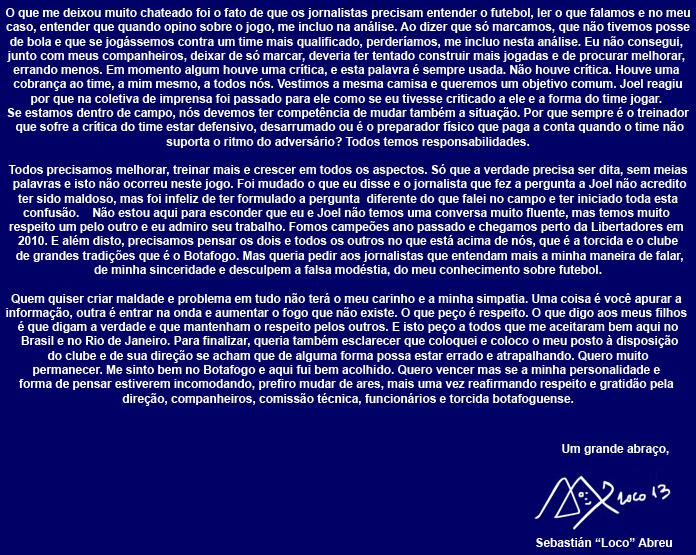 O que me deixou muito chateado foi o fato de que os jornalistas precisam entender o futebol, ler o que falamos e no meu
caso, entender que quando opino sobre o jogo, me incluo na análise. Ao dizer que só marcamos, que não tivemos posse
de bola e que se jogássemos contra um time mais qualificado, perderíamos, me incluo nesta análise. Eu não consegui,
junto com meus companheiros, deixar de só marcar, deveria ter tentado construir mais jogadas e de procurar melhorar,
errando menos. Em momento algum houve uma crítica, e esta palavra é sempre usada. Não houve crítica. Houve uma
cobrança ao time, a mim mesmo, a todos nós. Vestimos a mesma camisa e queremos um objetivo comum. Joel reagiu
por que na coletiva de imprensa foi passado para ele como se eu tivesse criticado a ele e a forma do time jogar.
Se estamos dentro de campo, nós devemos ter competência de mudar também a situação. Por que sempre é o treinador
que sofre a crítica do time estar defensivo, desarrumado ou é o preparador físico que paga a conta quando o time não
suporta o ritmo do adversário? Todos temos responsabilidades.
Todos precisamos melhorar, treinar mais e crescer em todos os aspectos. Só que a verdade precisa ser dita, sem meias
palavras e isto não ocorreu neste jogo. Foi mudado o que eu disse e o jornalista que fez a pergunta a Joel não acredito
ter sido maldoso, mas foi infeliz de ter formulado a pergunta diferente do que falei no campo e ter iniciado toda esta
confusão. Não estou aqui para esconder que eu e Joel não temos uma conversa muito fluente, mas temos muito
respeito um pelo outro e eu admiro seu trabalho. Fomos campeões ano passado e chegamos perto da Libertadores em
2010. E além disto, precisamos pensar os dois e todos os outros no que está acima de nós, que é a torcida e o clube
de grandes tradições que é o Botafogo. Mas queria pedir aos jornalistas que entendam mais a minha maneira de falar,
de minha sinceridade e desculpem a falsa modéstia, do meu conhecimento sobre futebol.
Quem quiser criar maldade e problema em tudo não terá o meu carinho e a minha simpatia. Uma coisa é você apurar a
informação, outra é entrar na onda e aumentar o fogo que não existe. O que peço é respeito. O que digo aos meus filhos
é que digam a verdade e que mantenham o respeito pelos outros. E isto peço a todos que me aceitaram bem aqui no
Brasil e no Rio de Janeiro. Para finalizar, queria também esclarecer que coloquei e coloco o meu posto à disposição
do clube e de sua direção se acham que de alguma forma possa estar errado e atrapalhando. Quero muito
permanecer. Me sinto bem no Botafogo e aqui fui bem acolhido. Quero vencer mas se a minha personalidade e
forma de pensar estiverem incomodando, prefiro mudar de ares, mais uma vez reafirmando respeito e gratidão pela
direção, companheiros, comissão técnica, funcionários e torcida botafoguense.
Um grande abraço,
Loco 13
Sebastián “Loco” Abreu